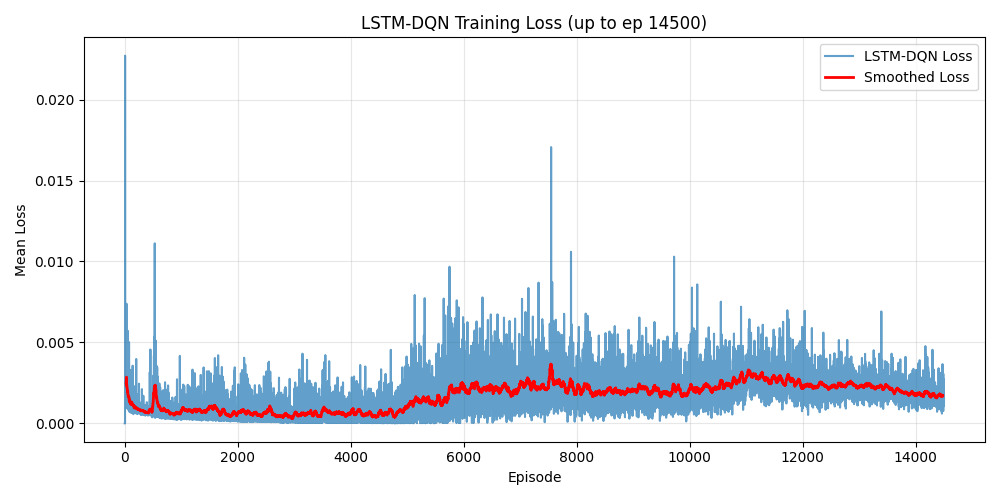 LSTM-DQN Training Loss (up to ep 14500)
LSTM-DQN Loss
Smoothed Loss
Mean Loss
0.020
0.015
0.010
0.005
0.000
0 2000 4000 6000 8000 10000 12000 14000
Episode